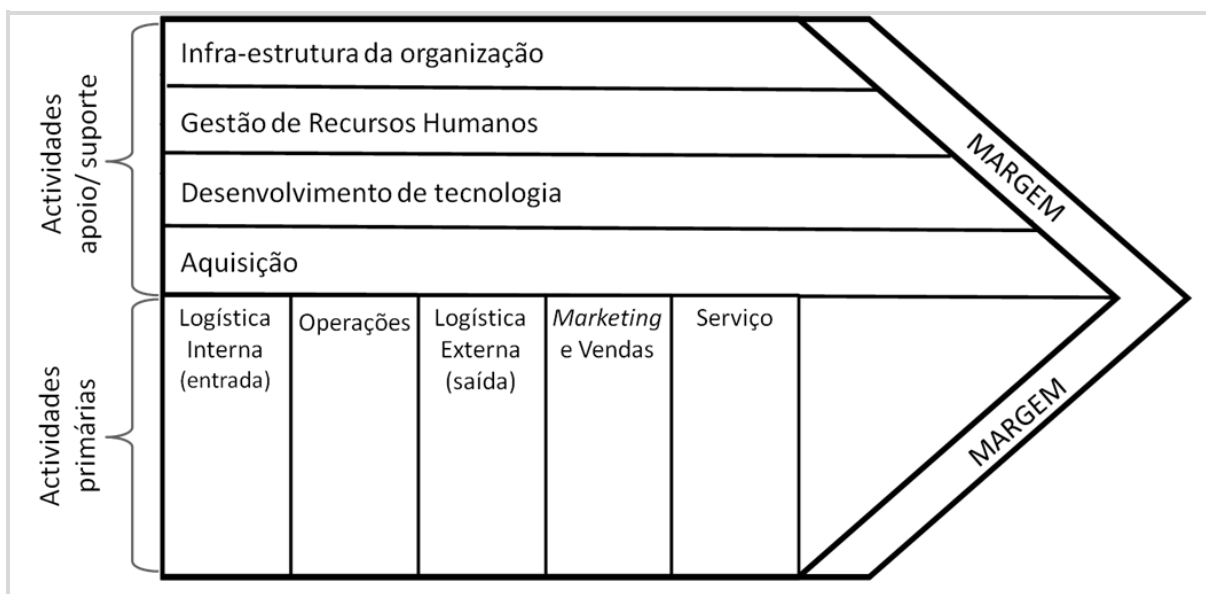 Actividades
apoio/ suporte
Infra-estrutura da organização
Gestão de Recursos Humanos
Desenvolvimento de tecnologia
Aquisição
MARGEM
Actividades
primárias
Logística
Interna
(entrada)
Operações
Logística
Externa
(saída)
Marketing
e Vendas
Serviço
MARGEM